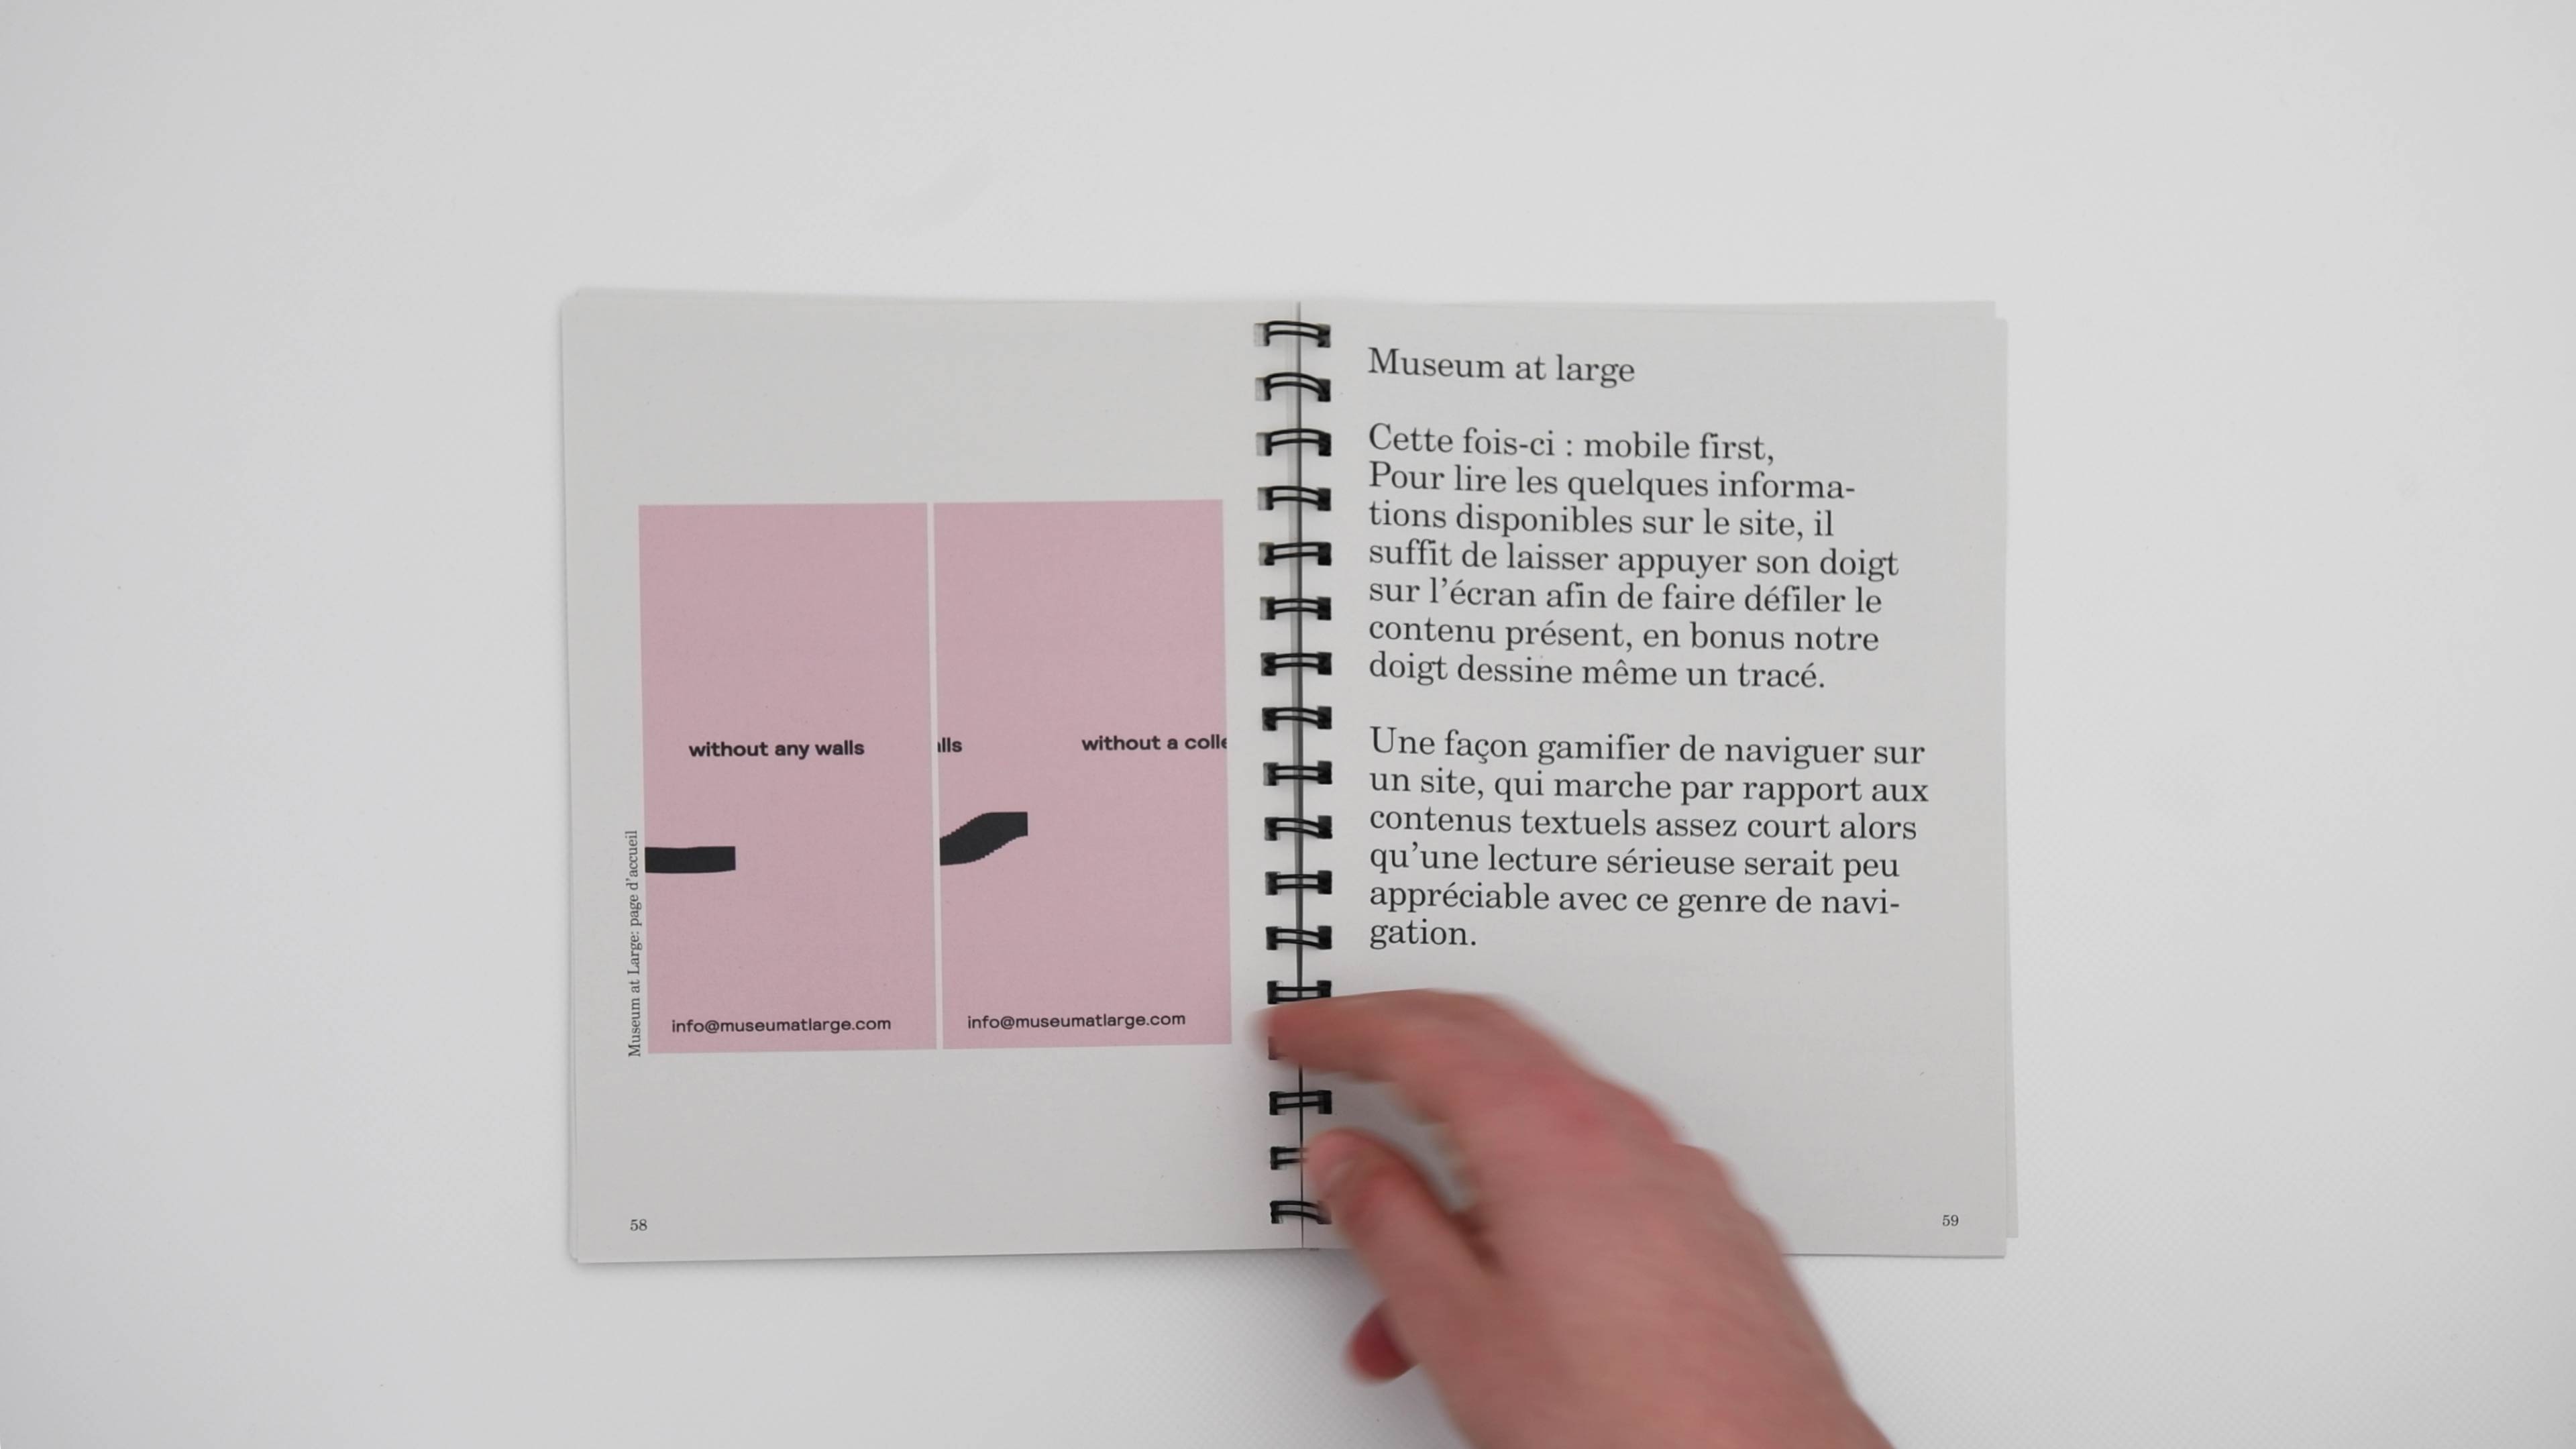 without any walls
info@museumatlarge.com
lls without a colle
info@museumatlarge.com
Museum at Large: page d'accueil
58
Museum at large
Cette fois-ci : mobile first,
Pour lire les quelques informa-
tions disponibles sur le site, il
suffit de laisser appuyer son doigt
sur l'écran afin de faire défiler le
contenu présent, en bonus notre
doigt dessine même un tracé.
Une façon gamifier de naviguer sur
un site, qui marche par rapport aux
contenus textuels assez court alors
qu'une lecture sérieuse serait peu
appréciable avec ce genre de navi-
gation.
59